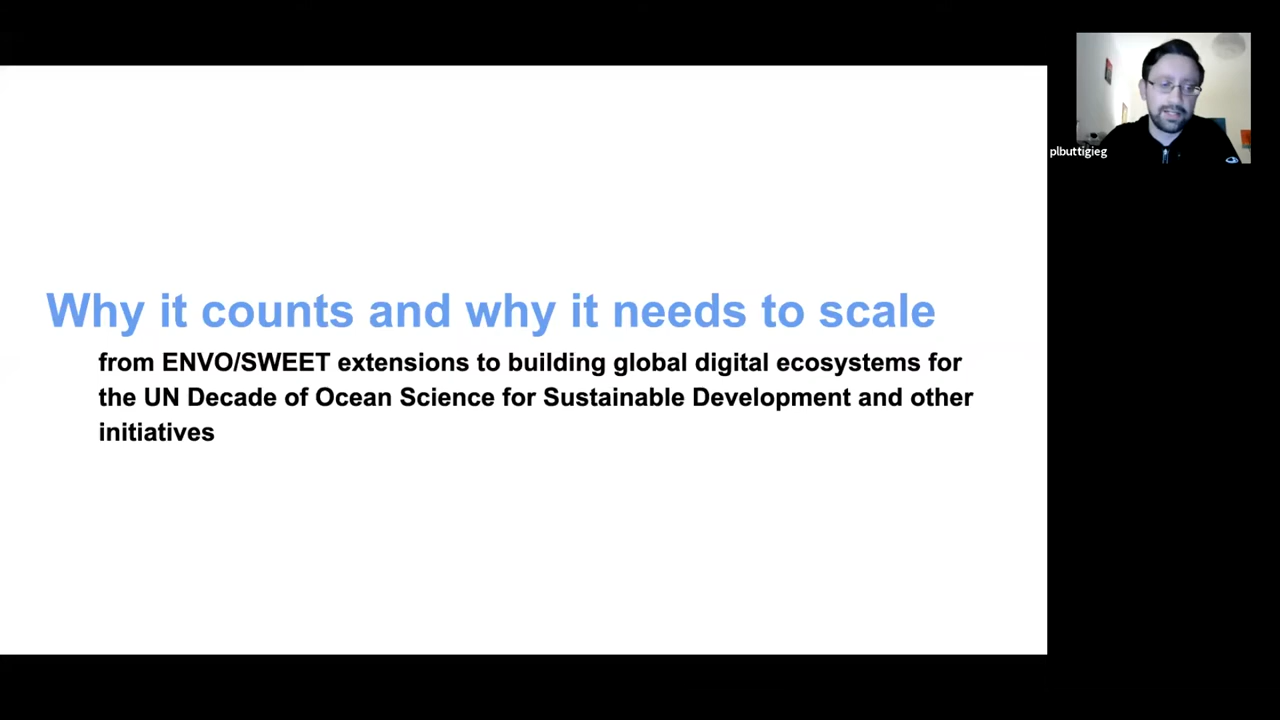 Why it counts and why it needs to scale
from ENVO/SWEET extensions to building global digital ecosystems for
the UN Decade of Ocean Science for Sustainable Development and other
initiatives
plbuttigieg